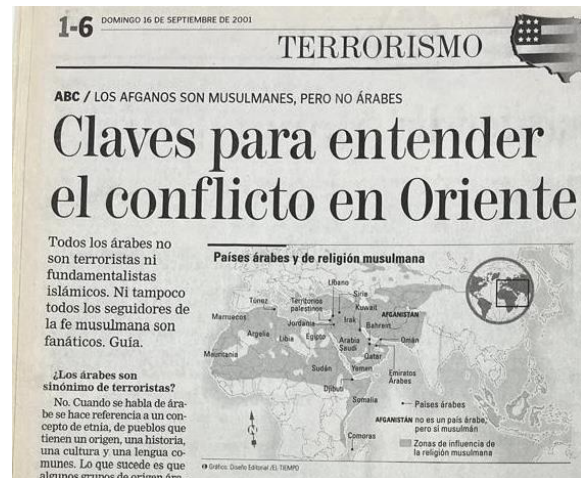 1-6 DOMINGO 16 DE SEPTIEMBRE DE 2001
TERRORISMO
ABC / LOS AFGANOS SON MUSULMANES, PERO NO ÁRABES
Claves para entender
el conflicto en Oriente
Todos los árabes no
son terroristas ni
fundamentalistas
islámicos. Ni tampoco
todos los seguidores de
la fe musulmana son
fanáticos. Guía.
¿Los árabes son
sinónimo de terroristas?
No. Cuando se habla de ára-
be se hace referencia a un con-
cepto de etnia, de pueblos que
tienen un origen, una historia,
una cultura y una lengua co-
munes. Lo que sucede es que
algunos grupos de origen ára-
Países árabes y de religión musulmana
Líbano
Siria
Túnez
Territorios
palestinos
Kuwait
AFGANISTÁN
Marruecos
Jordania
Irak
Bahrein
Argelia
Libia
Egipto
Arabia
Saudí
Omán
Qatar
Mauritania
Sudán
Yemen
Emiratos
Árabes
Djibuti
Somalia
Países árabes
AFGANISTÁN no es un país árabe,
pero sí musulmán
Comoras
Zonas de influencia de
la religión musulmana
Gráfico: Diseño Editorial /EL TIEMPO